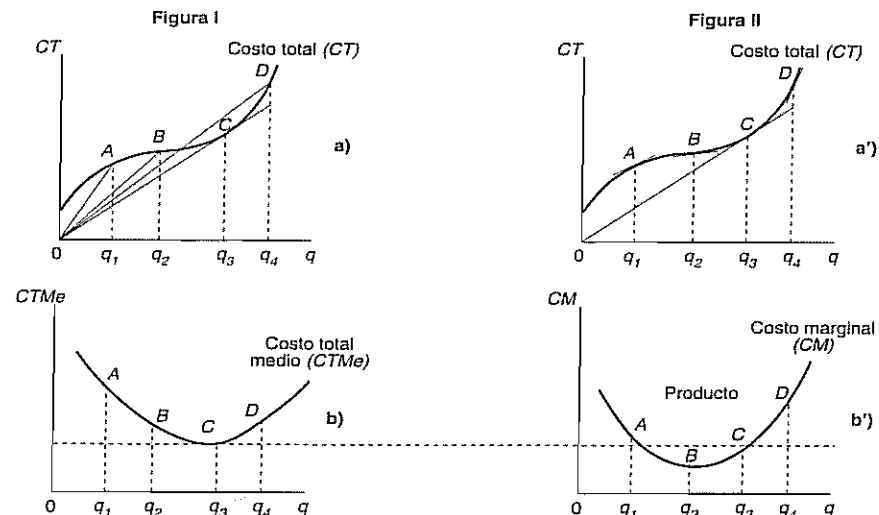 Figura I
CT
Costo total (CT)
D
C
B
A
a)
0 q1 q2 q3 q4 q
Figura II
CT
Costo total (CT)
D
C
B
A
a')
0 q1 q2 q3 q4 q
CTMe
Costo total
medio (CTMe)
A
B
C
D
b)
0 q1 q2 q3 q4 q
CM
Costo marginal
(CM)
Producto
D
A
C
B
b')
0 q1 q2 q3 q4 q